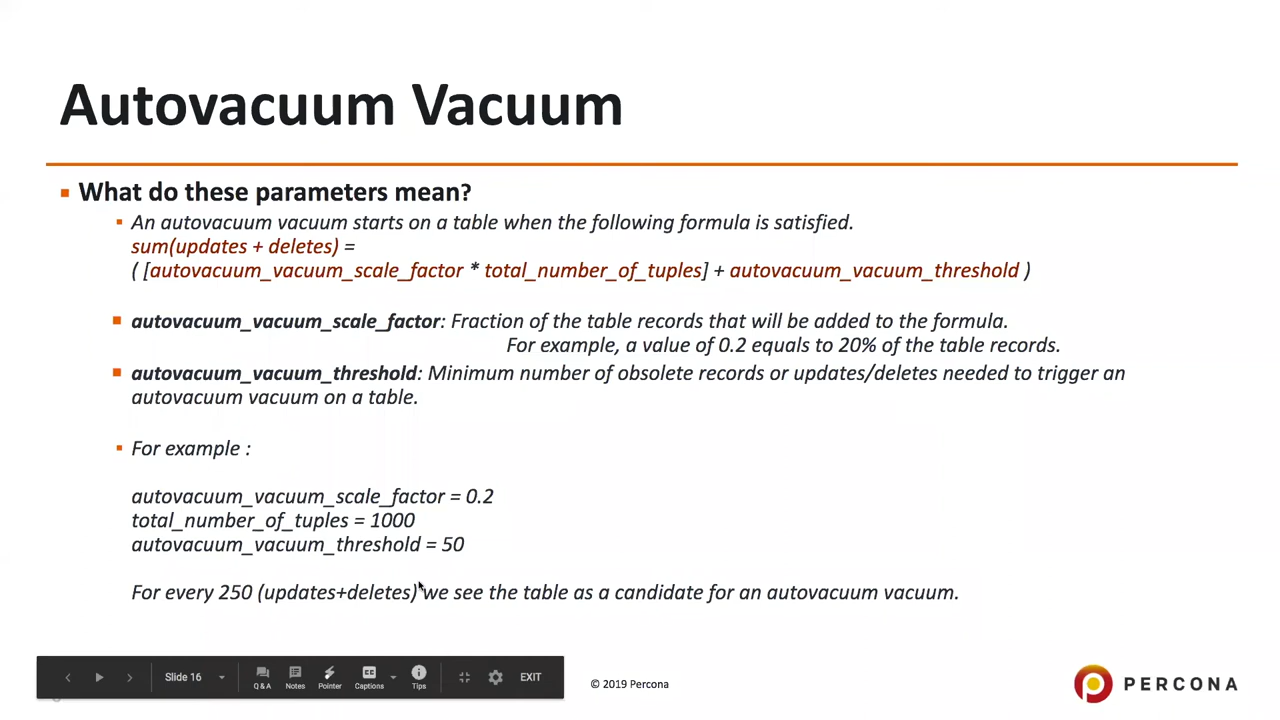 Autovacuum Vacuum
What do these parameters mean?
An autovacuum vacuum starts on a table when the following formula is satisfied.
sum(updates + deletes) =
( [autovacuum_vacuum_scale_factor * total_number_of_tuples] + autovacuum_vacuum_threshold )
autovacuum_vacuum_scale_factor: Fraction of the table records that will be added to the formula.
For example, a value of 0.2 equals to 20% of the table records.
autovacuum_vacuum_threshold: Minimum number of obsolete records or updates/deletes needed to trigger an
autovacuum vacuum on a table.
For example :
autovacuum_vacuum_scale_factor = 0.2
total_number_of_tuples = 1000
autovacuum_vacuum_threshold = 50
For every 250 (updates+deletes) we see the table as a candidate for an autovacuum vacuum.
Slide 16
Q & A
Notes
Pointer
Captions
Tips
EXIT
© 2019 Percona
PERCONA